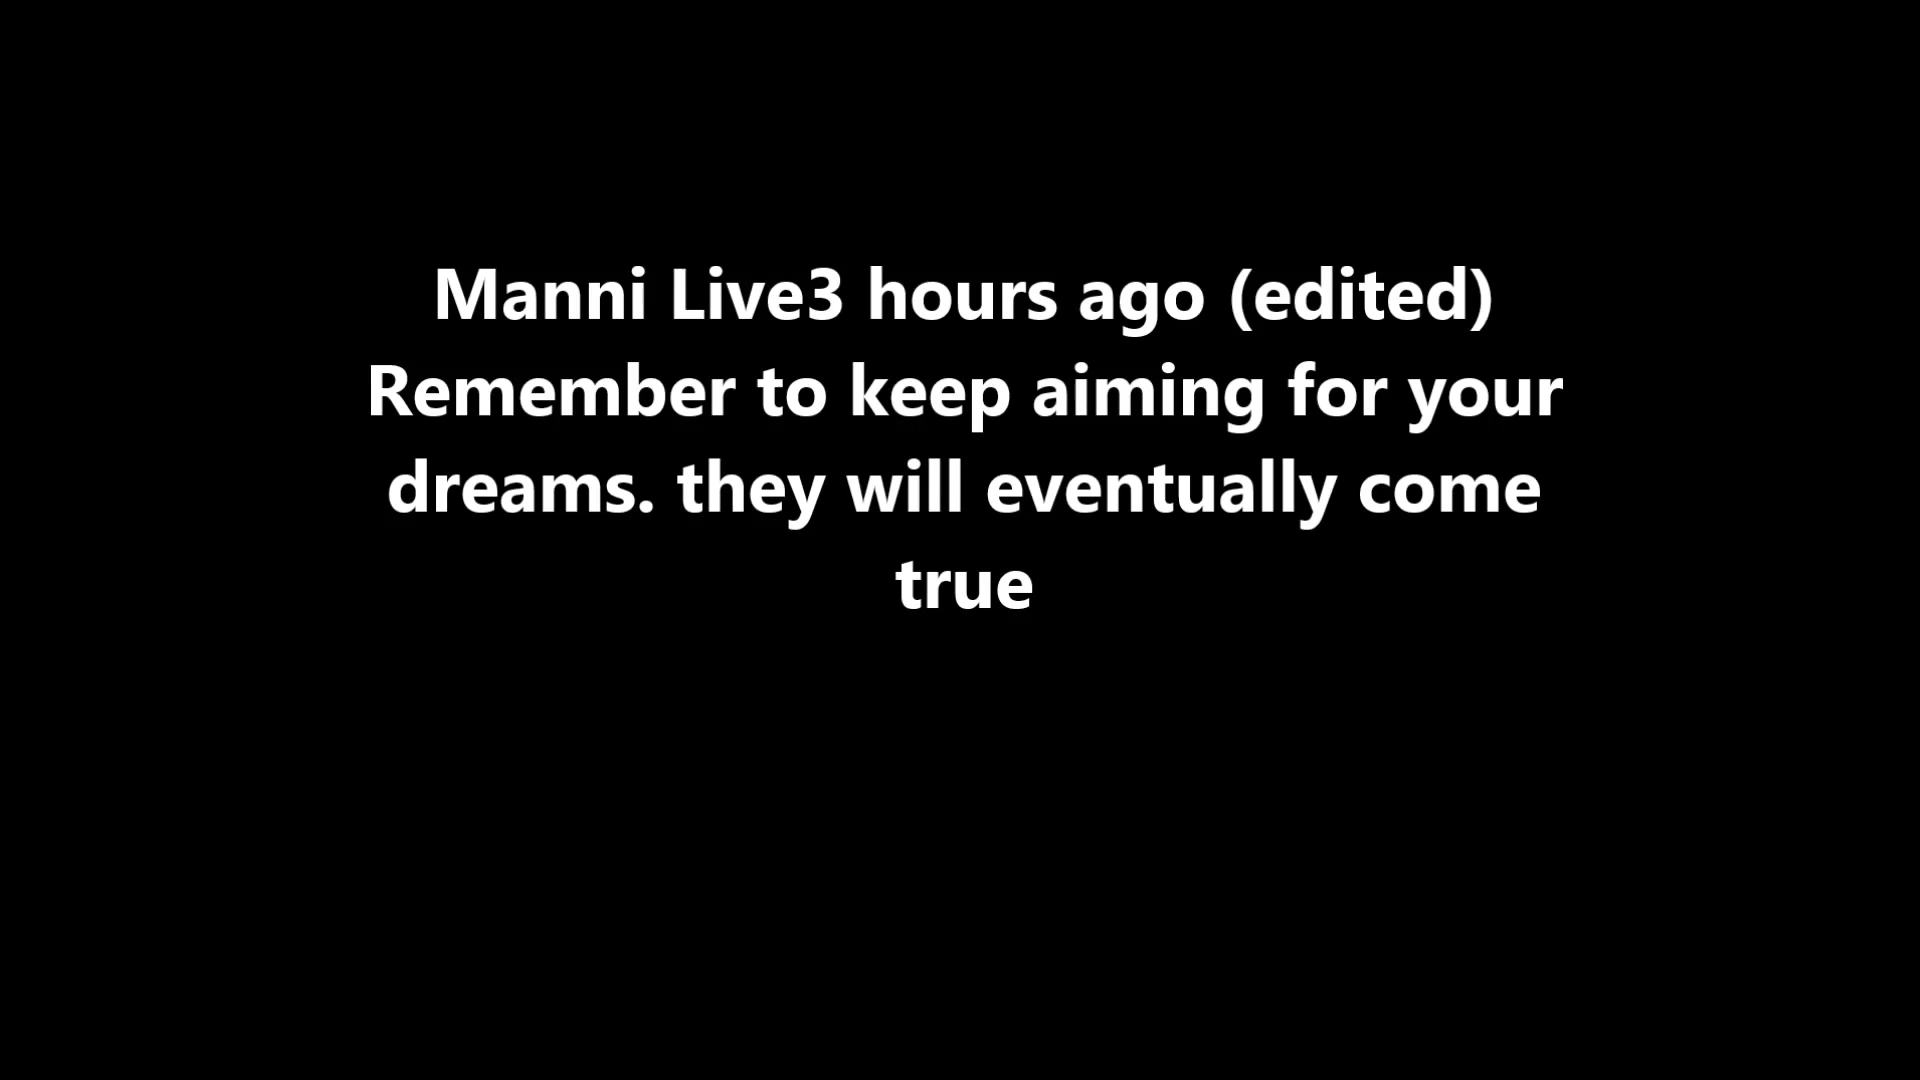 Manni Live3 hours ago (edited)
Remember to keep aiming for your
dreams. they will eventually come
true